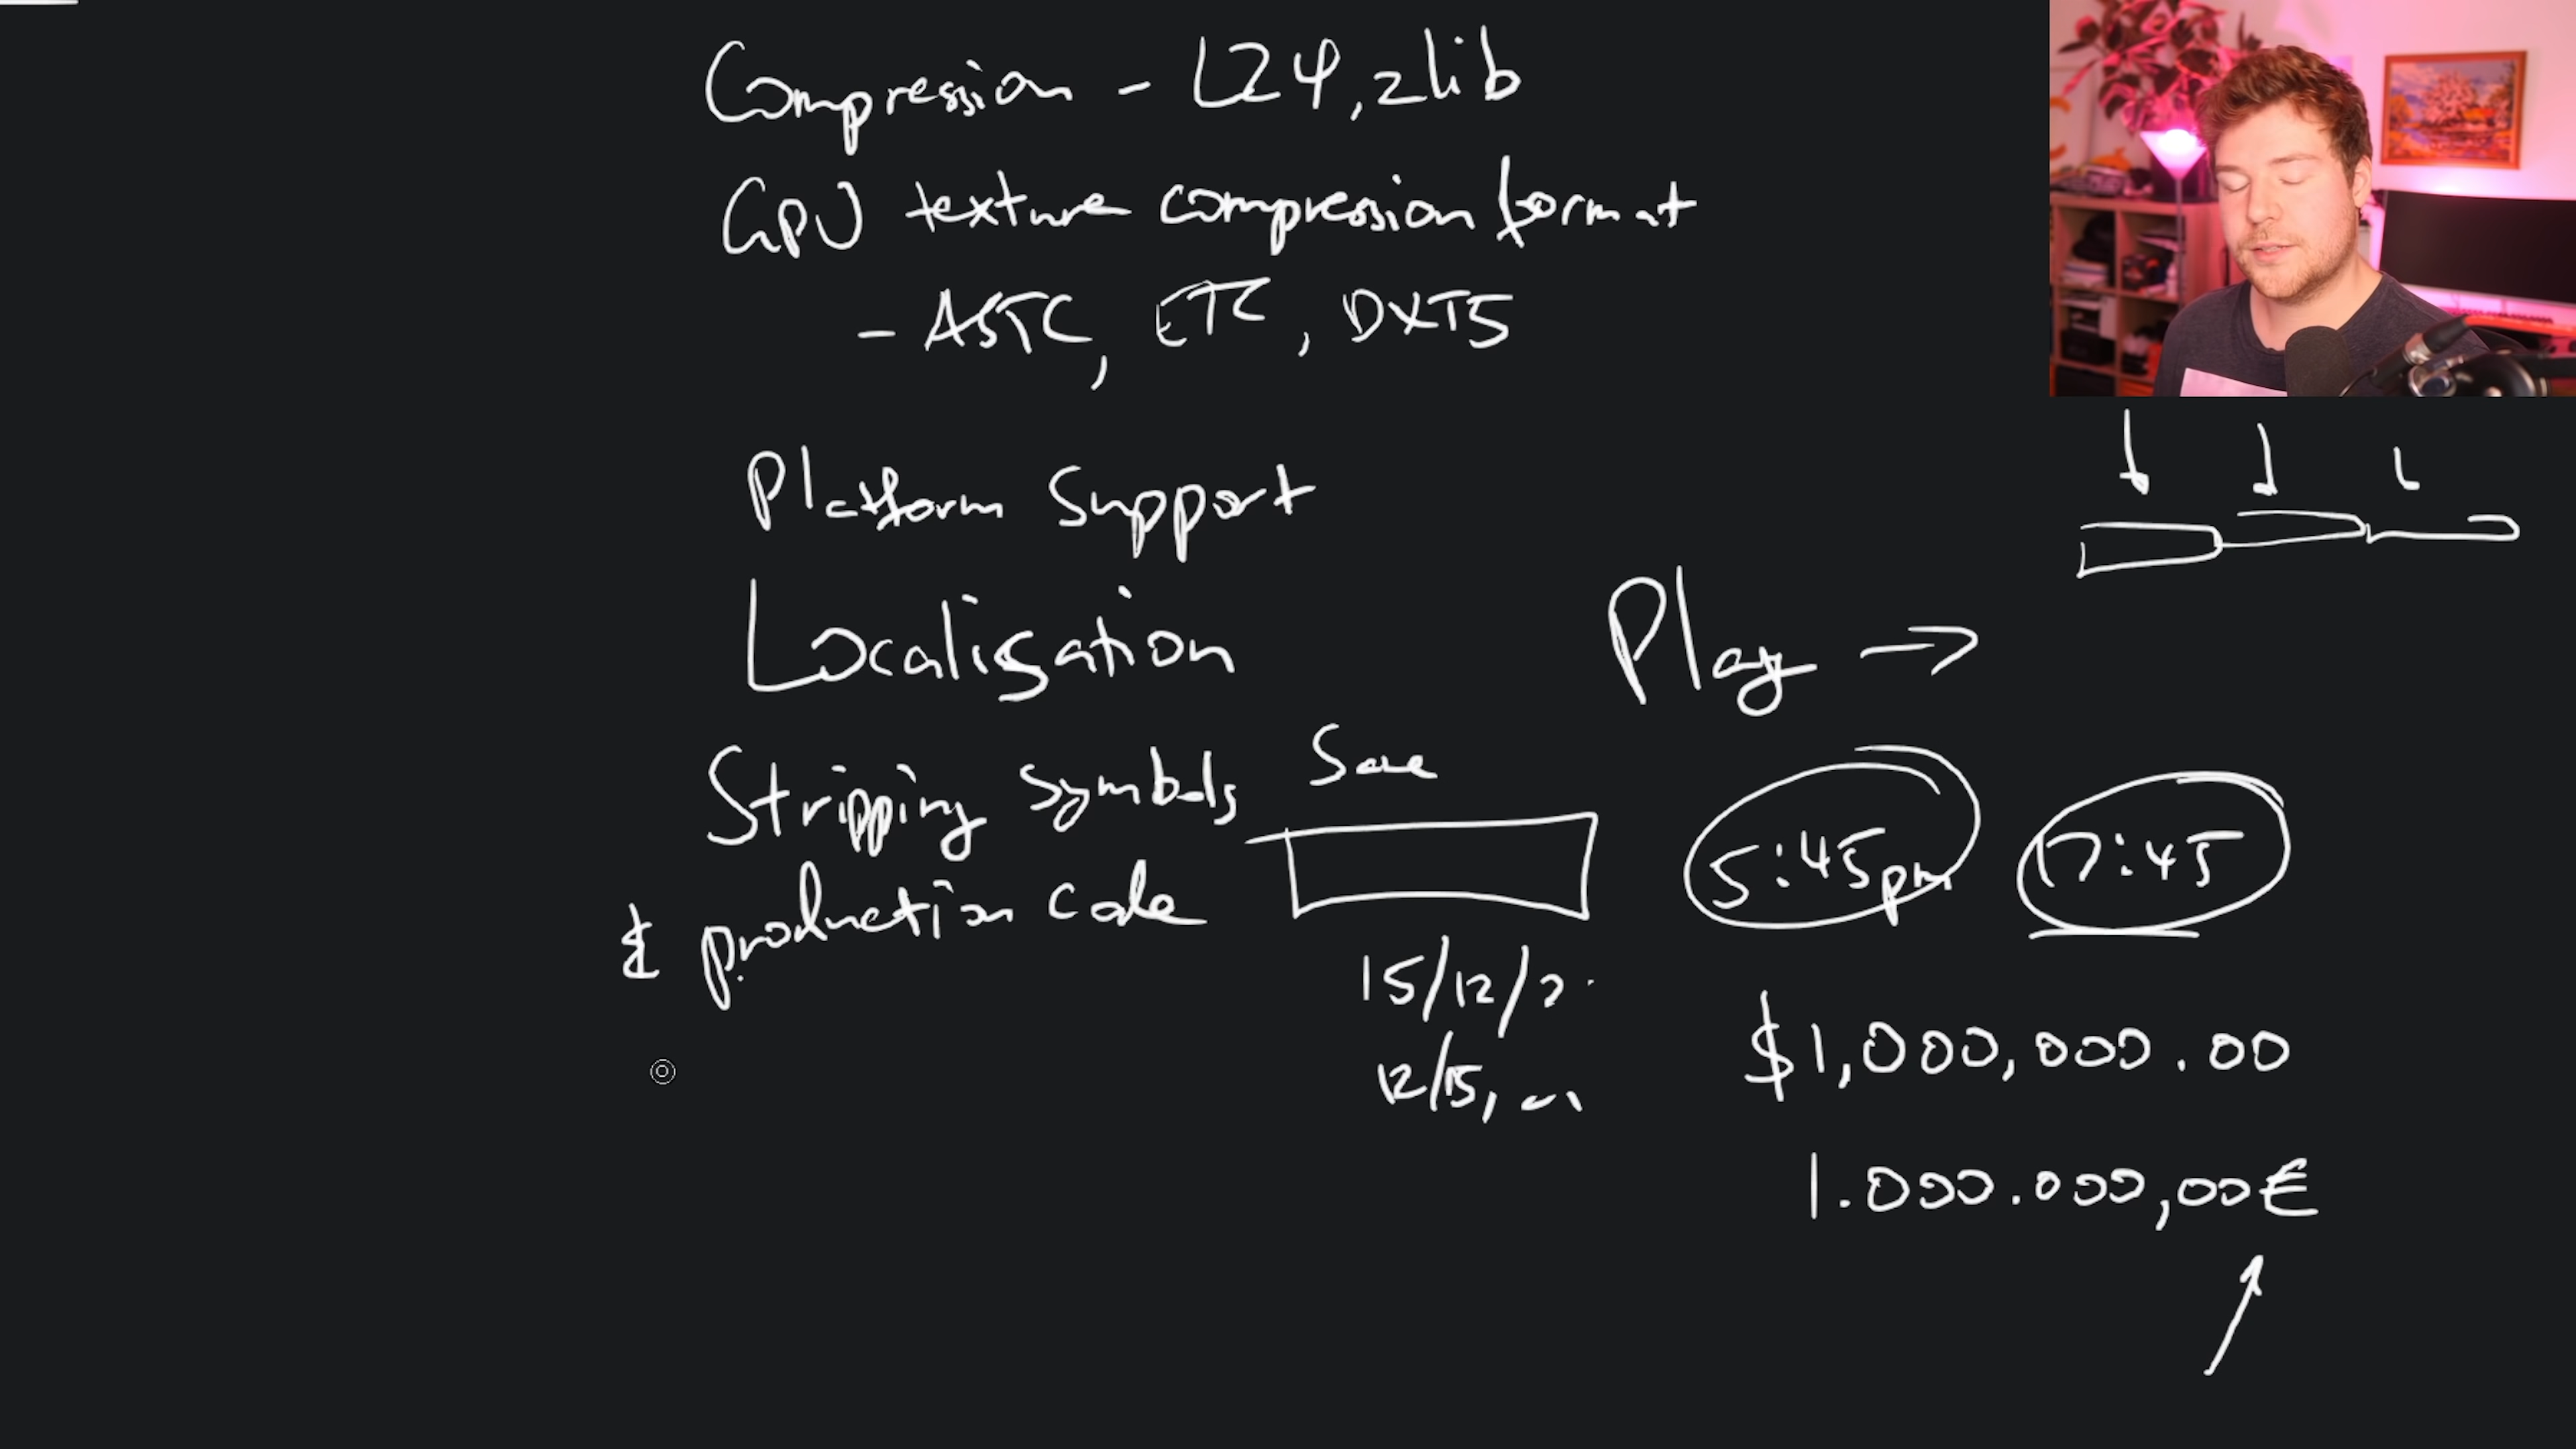 Compression - LZ4, zlib
GPU texture compression format
- ASTC, ETC, DXT5
Platform Support
Localisation
Play →
Stripping symbols
& production code
Save
5:45pm
17:45
15/12/2
12/15,
$1,000,000.00
1.000.000,00€